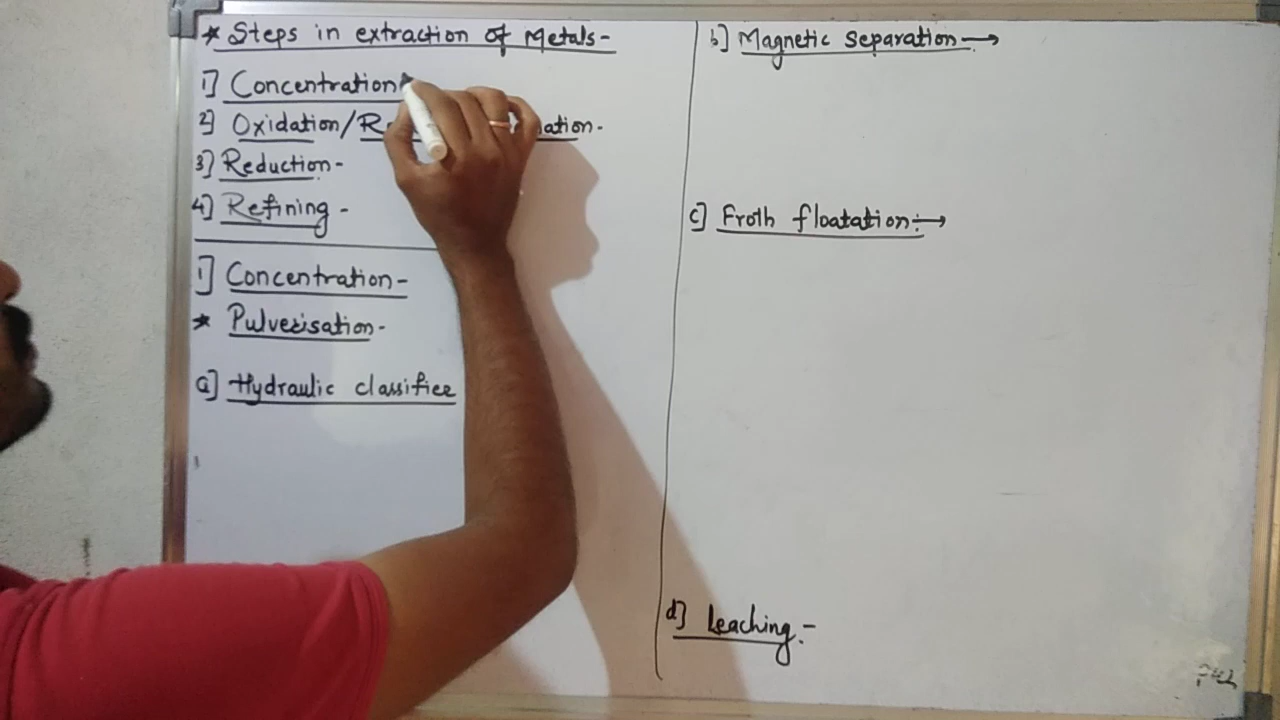 * Steps in extraction of Metals-
1] Concentration
2] Oxidation/
3] Reduction-
4] Refining-
1] Concentration-
* Pulverisation-
a] Hydraulic classifier
b] Magnetic separation→
c] Froth floatation:→
d] Leaching.-